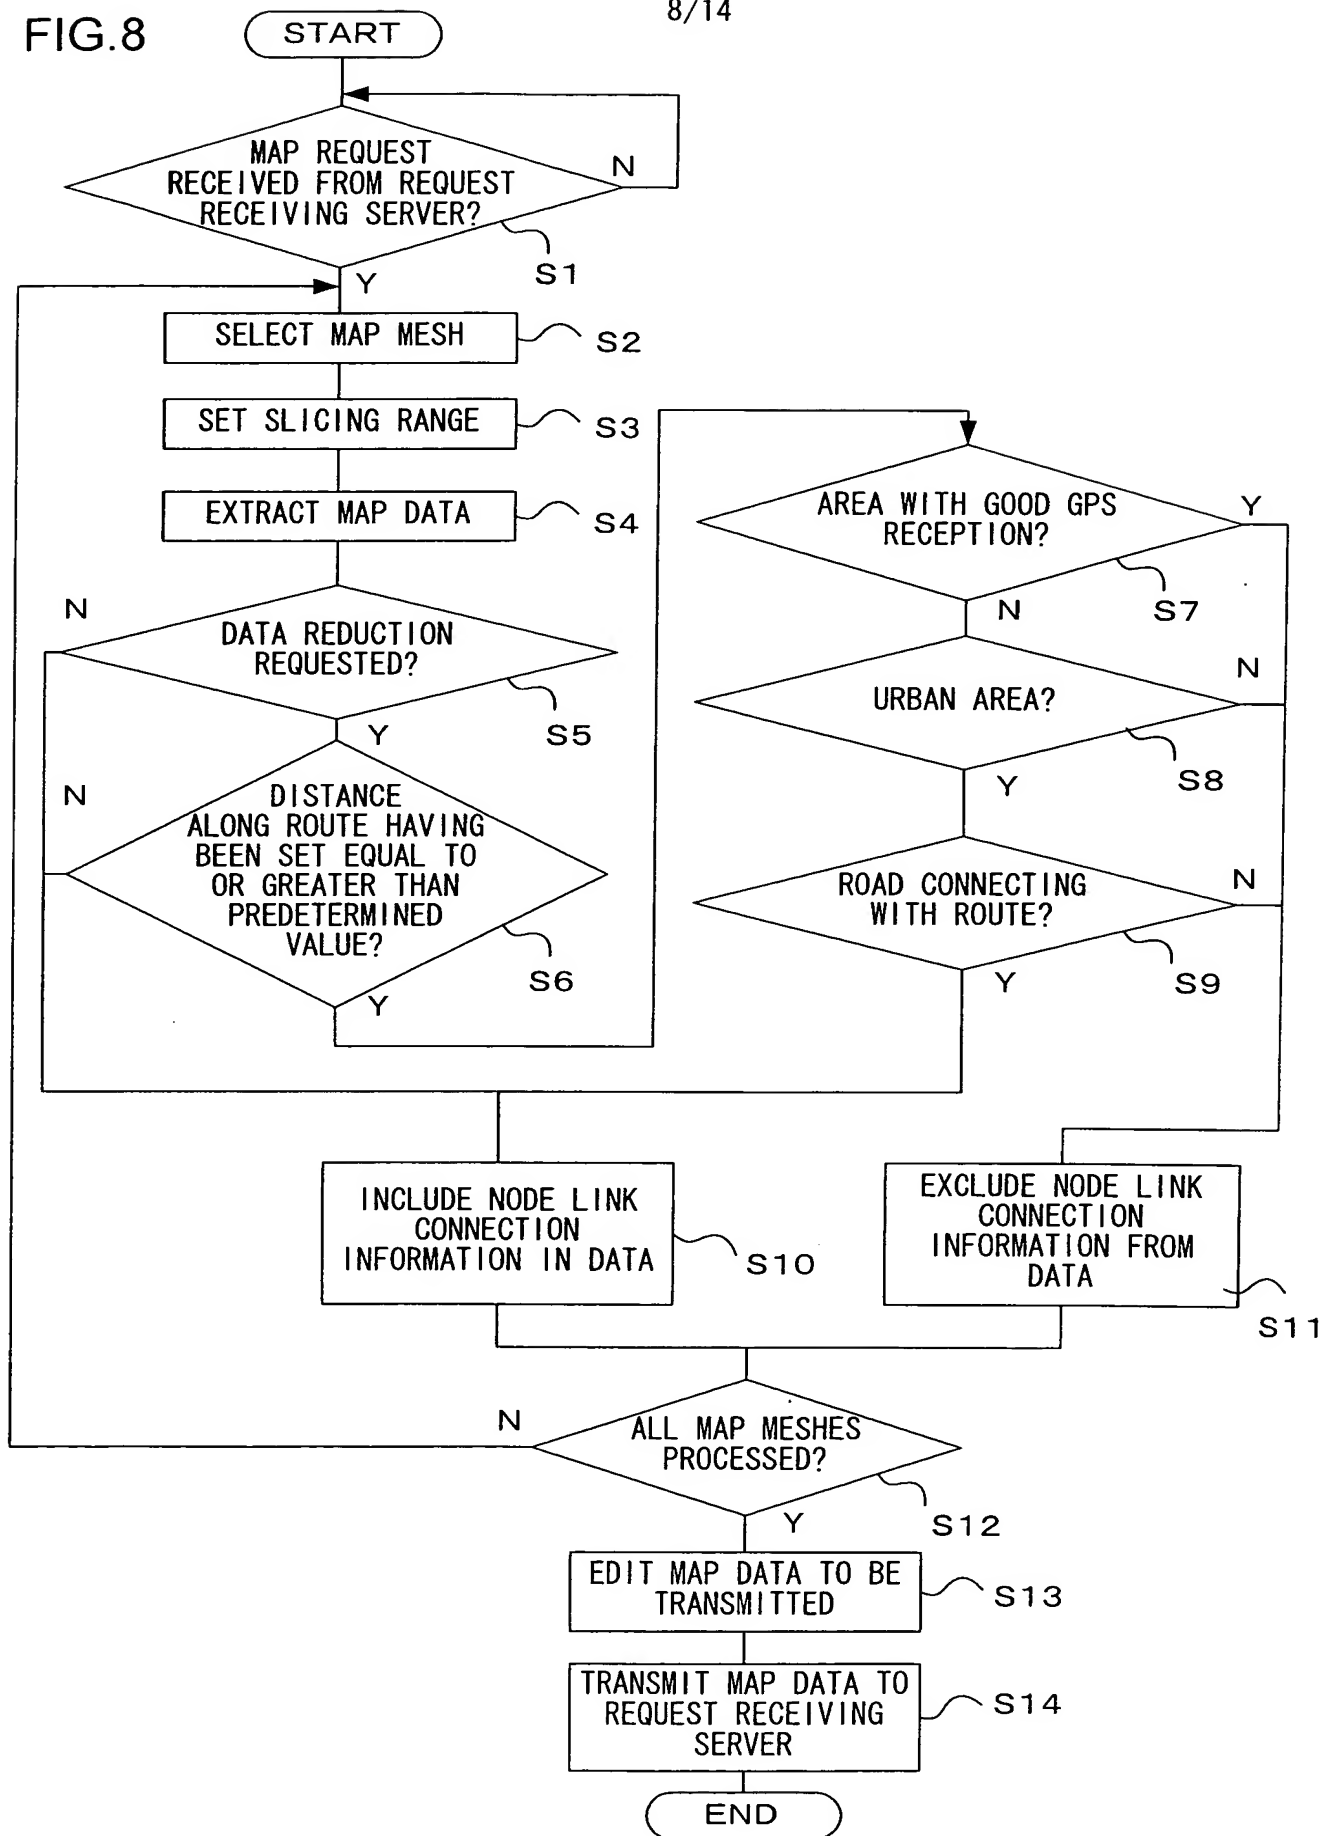 8/14
FIG.8
START
MAP REQUEST
RECEIVED FROM REQUEST
RECEIVING SERVER?
N
S1
Y
SELECT MAP MESH
S2
SET SLICING RANGE
S3
EXTRACT MAP DATA
S4
N
DATA REDUCTION
REQUESTED?
S5
Y
N
DISTANCE
ALONG ROUTE HAVING
BEEN SET EQUAL TO
OR GREATER THAN
PREDETERMINED
VALUE?
S6
Y
AREA WITH GOOD GPS
RECEPTION?
Y
S7
N
URBAN AREA?
N
S8
Y
ROAD CONNECTING
WITH ROUTE?
N
S9
Y
INCLUDE NODE LINK
CONNECTION
INFORMATION IN DATA
S10
EXCLUDE NODE LINK
CONNECTION
INFORMATION FROM
DATA
S11
N
ALL MAP MESHES
PROCESSED?
S12
Y
EDIT MAP DATA TO BE
TRANSMITTED
S13
TRANSMIT MAP DATA TO
REQUEST RECEIVING
SERVER
S14
END